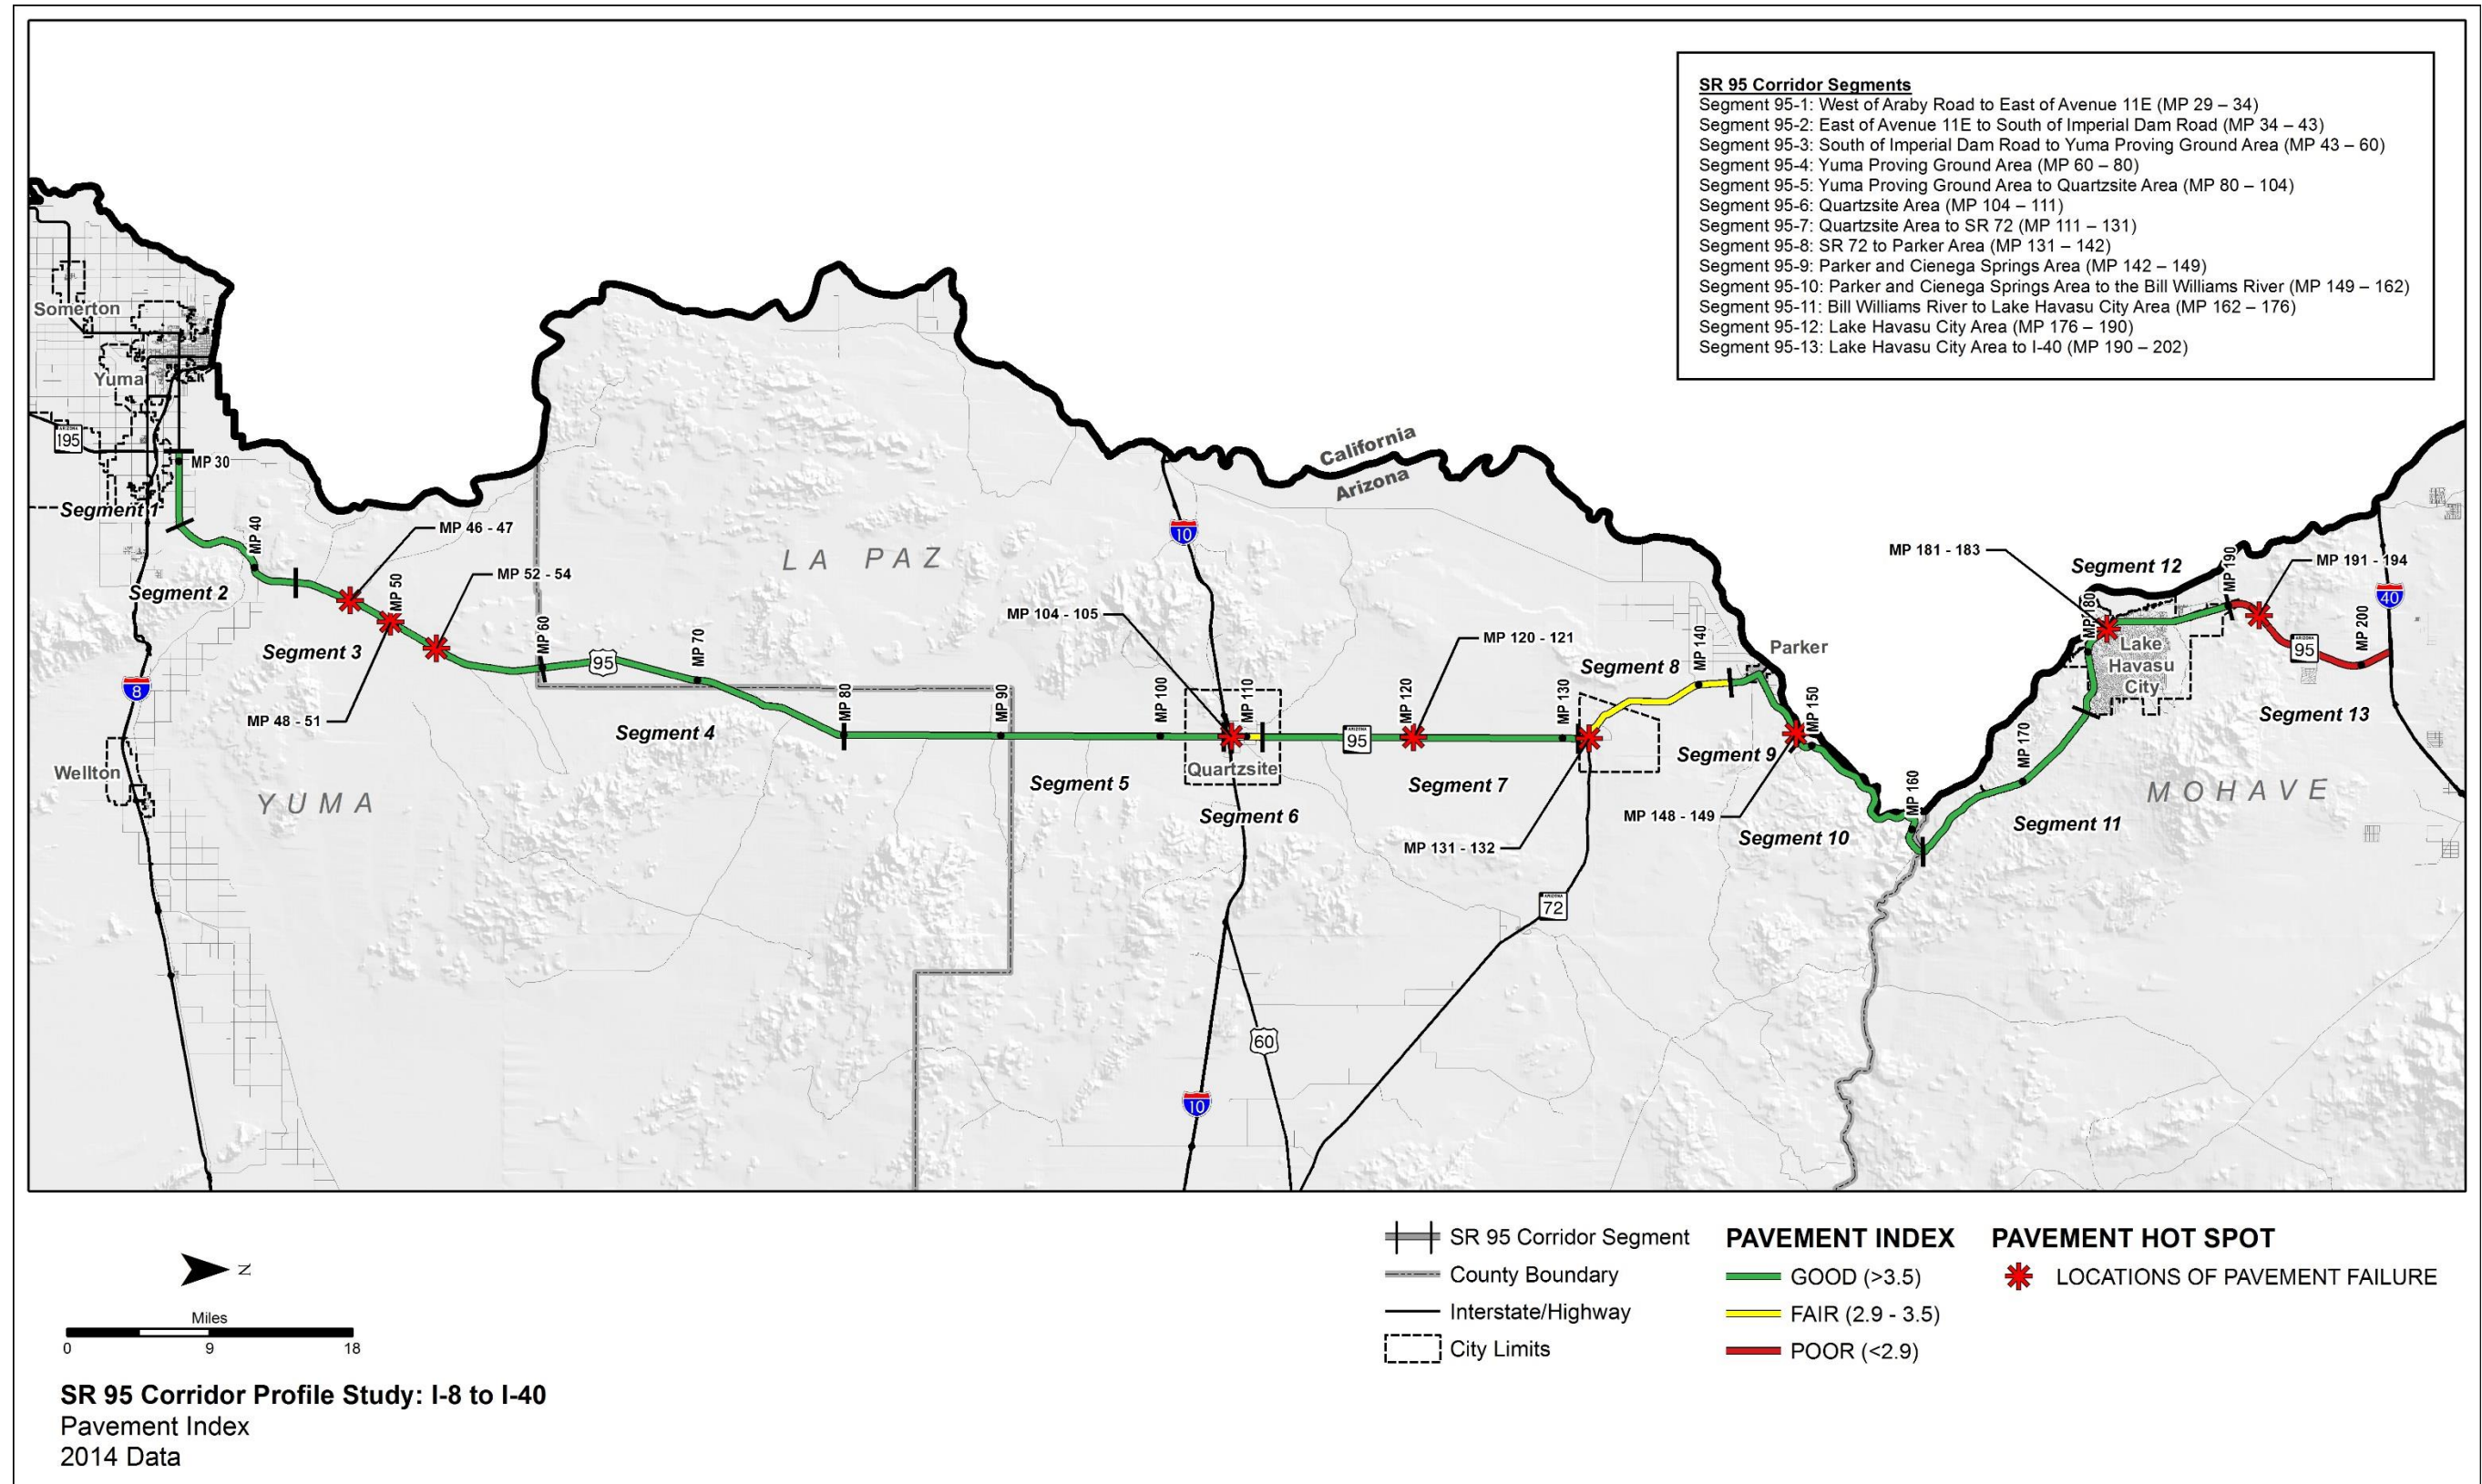 SR 95 Corridor Segments
Segment 95-1: West of Araby Road to East of Avenue 11E (MP 29 – 34)
Segment 95-2: East of Avenue 11E to South of Imperial Dam Road (MP 34 – 43)
Segment 95-3: South of Imperial Dam Road to Yuma Proving Ground Area (MP 43 – 60)
Segment 95-4: Yuma Proving Ground Area (MP 60 – 80)
Segment 95-5: Yuma Proving Ground Area to Quartzsite Area (MP 80 – 104)
Segment 95-6: Quartzsite Area (MP 104 – 111)
Segment 95-7: Quartzsite Area to SR 72 (MP 111 – 131)
Segment 95-8: SR 72 to Parker Area (MP 131 – 142)
Segment 95-9: Parker and Cienega Springs Area (MP 142 – 149)
Segment 95-10: Parker and Cienega Springs Area to the Bill Williams River (MP 149 – 162)
Segment 95-11: Bill Williams River to Lake Havasu City Area (MP 162 – 176)
Segment 95-12: Lake Havasu City Area (MP 176 – 190)
Segment 95-13: Lake Havasu City Area to I-40 (MP 190 – 202)
Somerton
Yuma
ARIZONA
195
MP 30
Segment 1
MP 40
Segment 2
MP 46 - 47
MP 50
MP 52 - 54
Segment 3
MP 48 - 51
8
Wellton
YUMA
MP 60
95
MP 70
Segment 4
MP 80
LA PAZ
MP 90
Segment 5
MP 100
MP 104 - 105
10
MP 110
Quartzsite
Segment 6
California
Arizona
ARIZONA
95
MP 120
MP 120 - 121
Segment 7
MP 130
MP 131 - 132
ARIZONA
72
60
10
Segment 8
MP 140
Parker
Segment 9
MP 150
MP 148 - 149
Segment 10
MP 160
Segment 11
MP 170
MOHAVE
MP 181 - 183
MP 180
Segment 12
Lake
Havasu
City
MP 190
MP 191 - 194
ARIZONA
95
MP 200
40
Segment 13
N
Miles
0 9 18
SR 95 Corridor Profile Study: I-8 to I-40
Pavement Index
2014 Data
SR 95 Corridor Segment
County Boundary
Interstate/Highway
City Limits
PAVEMENT INDEX
GOOD (>3.5)
FAIR (2.9 - 3.5)
POOR (<2.9)
PAVEMENT HOT SPOT
LOCATIONS OF PAVEMENT FAILURE